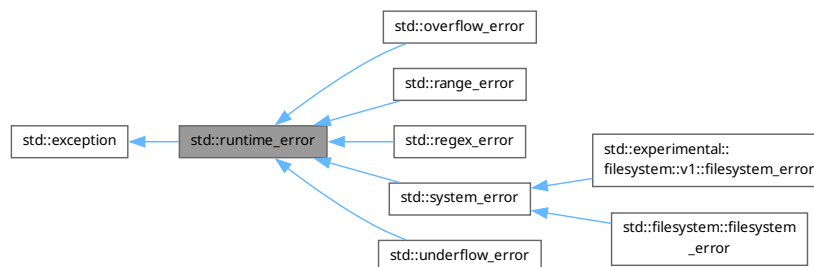 std::overflow_error
std::range_error
std::exception
std::runtime_error
std::regex_error
std::experimental::
filesystem::v1::filesystem_error
std::system_error
std::filesystem::filesystem
_error
std::underflow_error